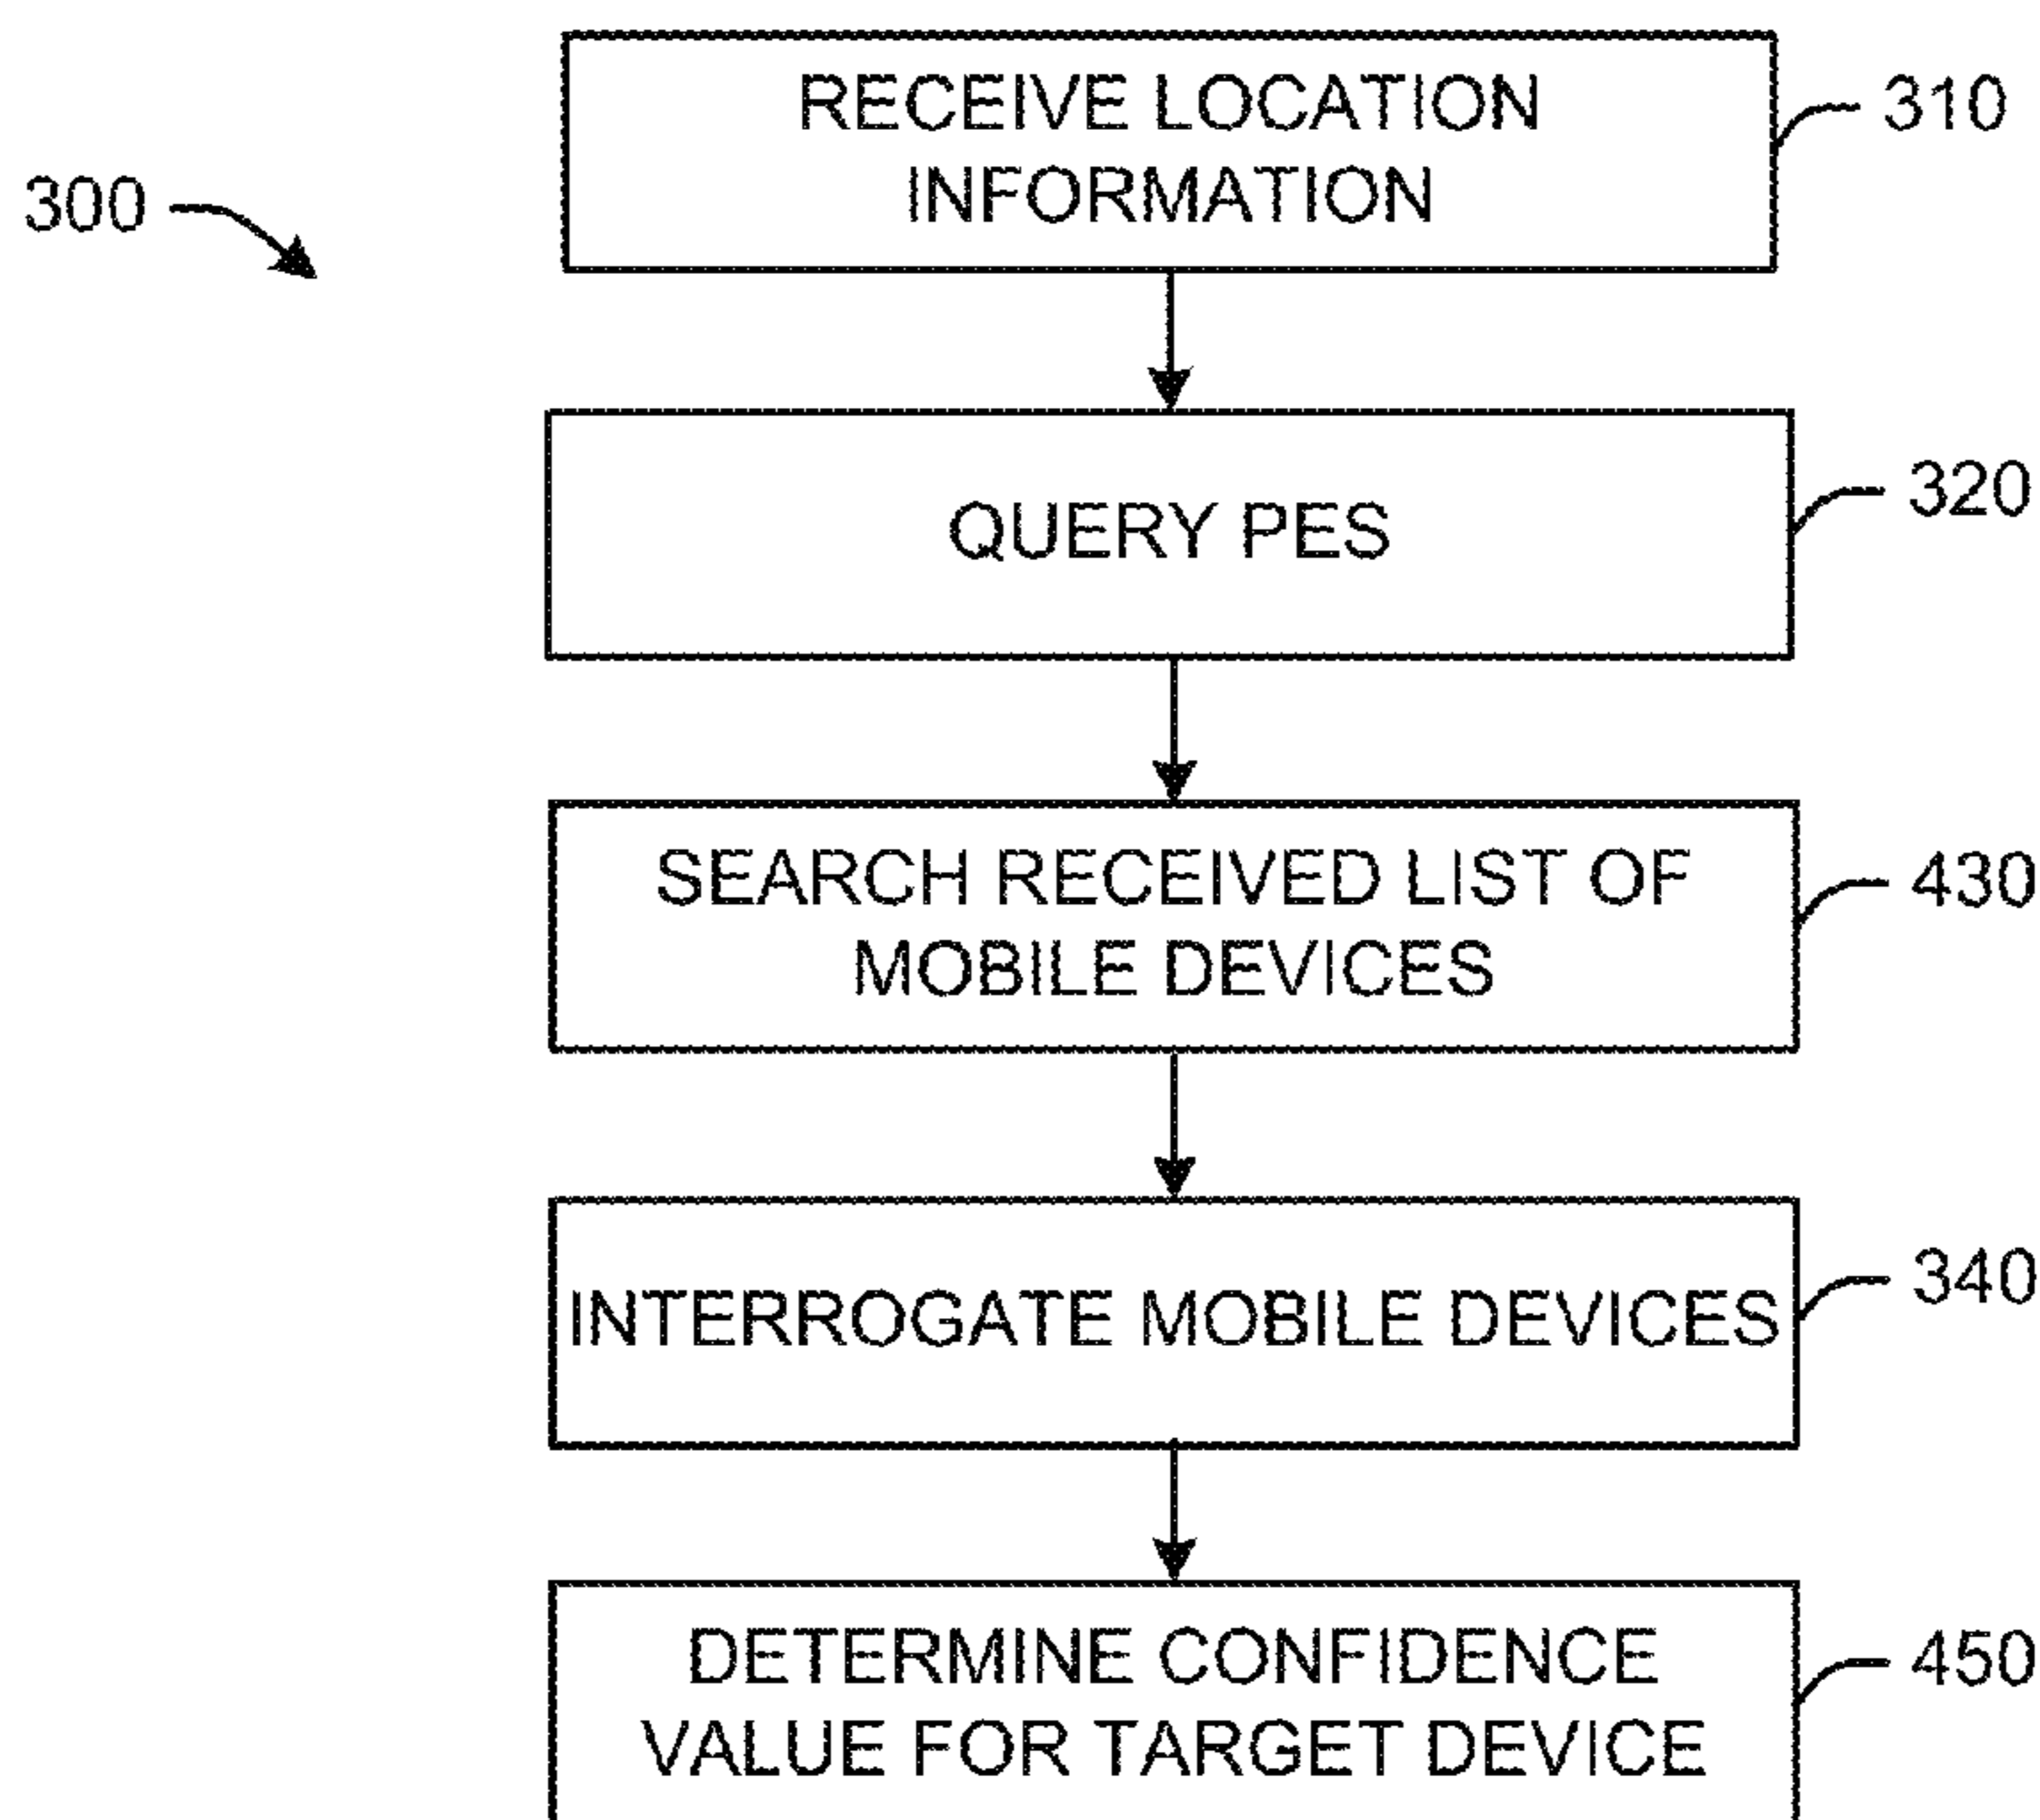 RECEIVE LOCATION
INFORMATION
310
300
QUERY PES
320
SEARCH RECEIVED LIST OF
MOBILE DEVICES
430
INTERROGATE MOBILE DEVICES
340
DETERMINE CONFIDENCE
VALUE FOR TARGET DEVICE
450